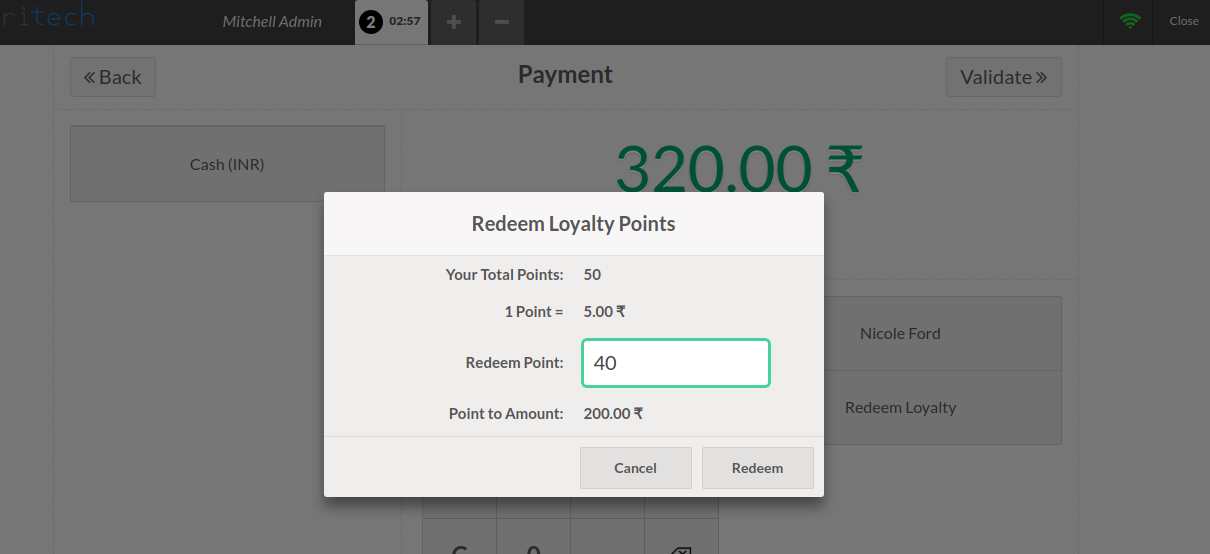 ritech
Mitchell Admin
2 02:57
Close
Back
Payment
Validate
Cash (INR)
320.00 ₹
Redeem Loyalty Points
Your Total Points: 50
1 Point = 5.00 ₹
Redeem Point: 40
Point to Amount: 200.00 ₹
Cancel
Redeem
Nicole Ford
Redeem Loyalty
C 0